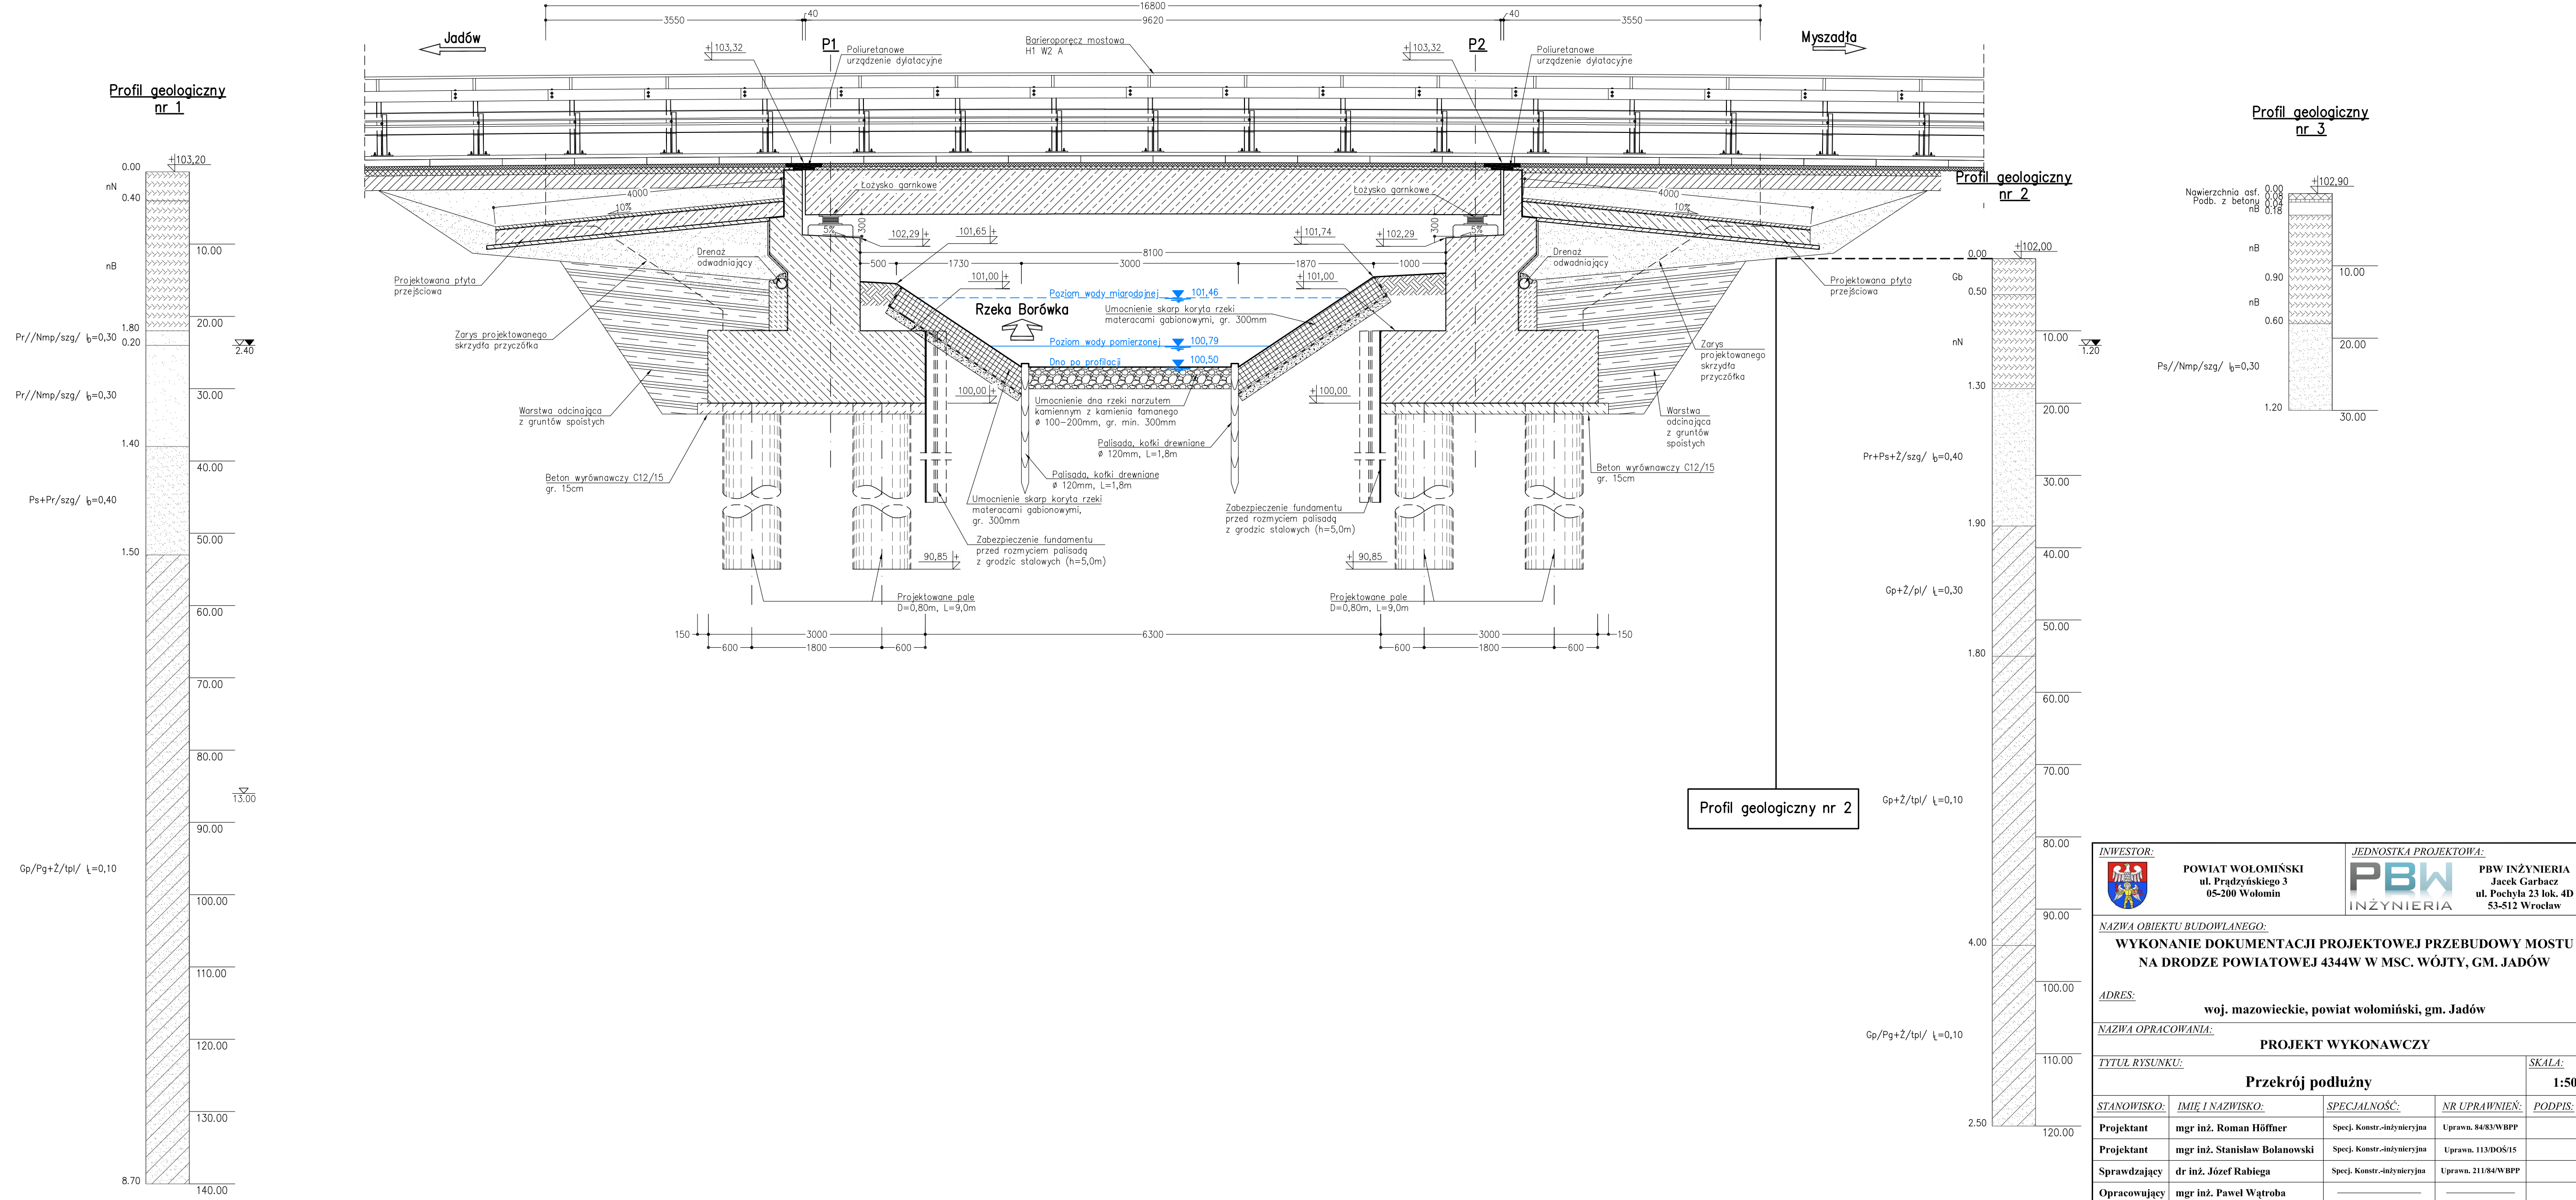 16800
3550
40
9620
40
3550
Jadów
Myszadła
P1
P2
+103,32
Poliuretanowe
urządzenie dylatacyjne
Barieroporęcz mostowa
H1 W2 A
+103,32
Poliuretanowe
urządzenie dylatacyjne
Profil geologiczny
nr 1
+103,20
0.00
nN
0.40
nB
10.00
1.80
20.00
Pr//Nmp/szg/ ID=0,30
0.20
2.40
Pr//Nmp/szg/ ID=0,30
30.00
1.40
40.00
Ps+Pr/szg/ ID=0,40
50.00
1.50
60.00
70.00
80.00
13.00
90.00
Gp/Pg+Ż/tpl/ IL=0,10
100.00
110.00
120.00
130.00
8.70
140.00
4000
10%
Łożysko garnkowe
300
5%
102,29+
101,65+
Łożysko garnkowe
300
5%
+101,74
+102,29
4000
10%
Drenaż
odwadniający
8100
500
1730
3000
1870
1000
Drenaż
odwadniający
Projektowana płyta
przejściowa
Projektowana płyta
przejściowa
101,00+
+101,00
Poziom wody miarodajnej
101,46
Rzeka Borówka
Umocnienie skarp koryta rzeki
materacami gabionowymi, gr. 300mm
Zarys projektowanego
skrzydła przyczółka
Poziom wody pomierzonej
100,79
Dno po profilacji
100,50
Zarys
projektowanego
skrzydła
przyczółka
100,00+
+100,00
Warstwa odcinająca
z gruntów spoistych
Umocnienie dna rzeki narzutem
kamiennym z kamienia łamanego
Ø 100-200mm, gr. min. 300mm
Warstwa
odcinająca
z gruntów
spoistych
Palisada, kołki drewniane
Ø 120mm, L=1,8m
Palisada, kołki drewniane
Ø 120mm, L=1,8m
Beton wyrównawczy C12/15
gr. 15cm
Beton wyrównawczy C12/15
gr. 15cm
Umocnienie skarp koryta rzeki
materacami gabionowymi,
gr. 300mm
Zabezpieczenie fundamentu
przed rozmyciem palisadą
z grodzic stalowych (h=5,0m)
Zabezpieczenie fundamentu
przed rozmyciem palisadą
z grodzic stalowych (h=5,0m)
90,85+
+90,85
Projektowane pale
D=0,80m, L=9,0m
Projektowane pale
D=0,80m, L=9,0m
150
3000
6300
3000
150
600
1800
600
600
1800
600
Profil geologiczny
nr 2
+102,00
0.00
Gb
0.50
10.00
nN
1.20
1.30
20.00
Pr+Ps+Ż/szg/ ID=0,40
30.00
1.90
40.00
Gp+Ż/pl/ IL=0,30
50.00
1.80
60.00
70.00
Gp+Ż/tpl/ IL=0,10
80.00
90.00
4.00
100.00
Gp/Pg+Ż/tpl/ IL=0,10
110.00
2.50
120.00
Profil geologiczny nr 2
Profil geologiczny
nr 3
+102,90
0.00
Nawierzchnia asf. 0.08
Podb. z betonu 0.04
nB 0.18
nB
10.00
0.90
nB
0.60
20.00
Ps//Nmp/szg/ ID=0,30
1.20
30.00
INWESTOR:
POWIAT WOŁOMIŃSKI
ul. Prądzyńskiego 3
05-200 Wołomin
JEDNOSTKA PROJEKTOWA:
PBW
INŻYNIERIA
PBW INŻYNIERIA
Jacek Garbacz
ul. Pochyła 23 lok. 4D
53-512 Wrocław
NAZWA OBIEKTU BUDOWLANEGO:
WYKONANIE DOKUMENTACJI PROJEKTOWEJ PRZEBUDOWY MOSTU
NA DRODZE POWIATOWEJ 4344W W MSC. WÓJTY, GM. JADÓW
ADRES:
woj. mazowieckie, powiat wołomiński, gm. Jadów
NAZWA OPRACOWANIA:
PROJEKT WYKONAWCZY
TYTUŁ RYSUNKU:
Przekrój podłużny
SKALA:
1:50
STANOWISKO: IMIĘ I NAZWISKO: SPECJALNOŚĆ: NR UPRAWNIEŃ: PODPIS:
Projektant mgr inż. Roman Höffner Specj. Konstr.-inżynieryjna Uprawn. 84/83/WBPP
Projektant mgr inż. Stanisław Bolanowski Specj. Konstr.-inżynieryjna Uprawn. 113/DOŚ/15
Sprawdzający dr inż. Józef Rabiega Specj. Konstr.-inżynieryjna Uprawn. 211/84/WBPP
Opracowujący mgr inż. Paweł Wątroba